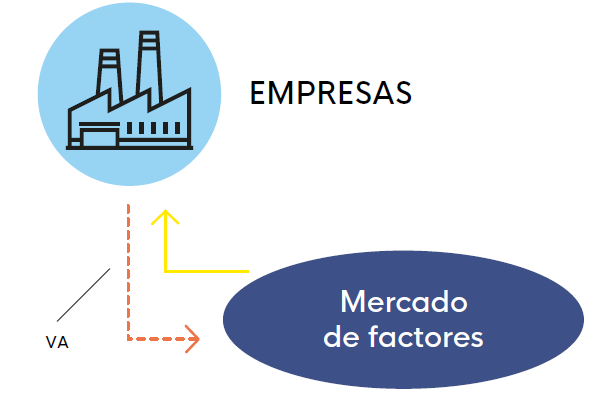 EMPRESAS
Mercado
de factores
VA